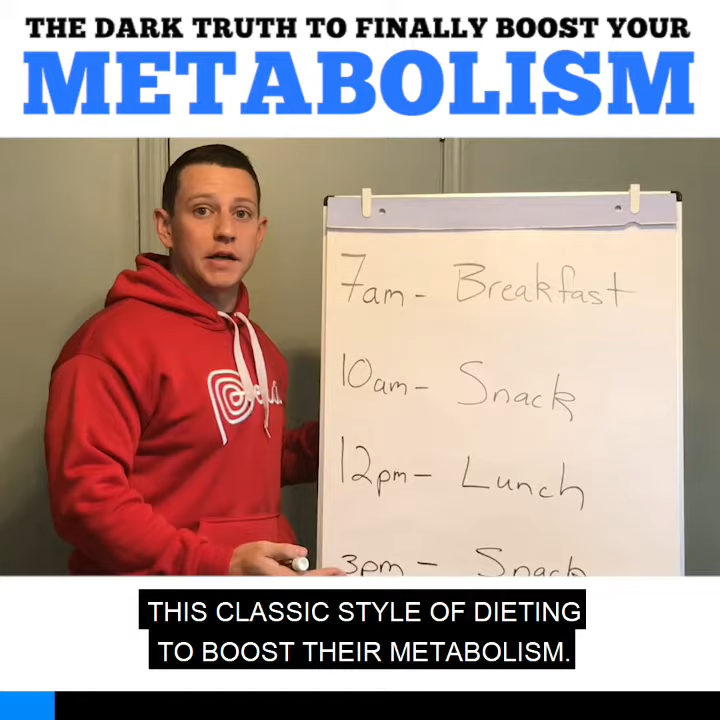 THE DARK TRUTH TO FINALLY BOOST YOUR
METABOLISM
7am - Breakfast
10am - Snack
12pm - Lunch
3pm - Snack
THIS CLASSIC STYLE OF DIETING
TO BOOST THEIR METABOLISM.